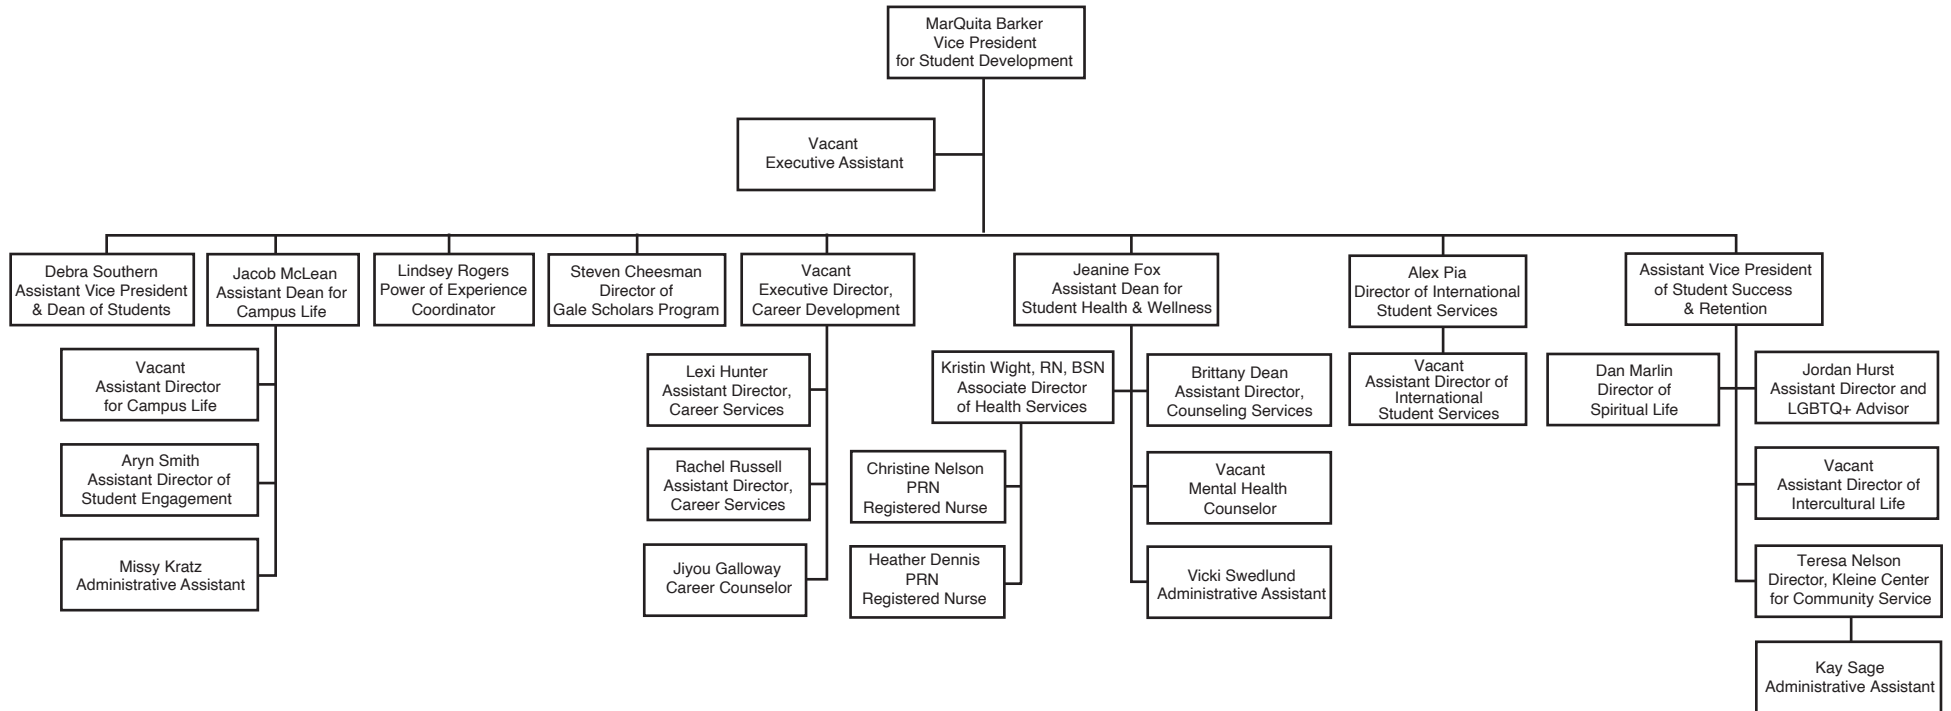 MarQuita Barker
Vice President
for Student Development
Vacant
Executive Assistant
Debra Southern
Assistant Vice President
& Dean of Students
Jacob McLean
Assistant Dean for
Campus Life
Lindsey Rogers
Power of Experience
Coordinator
Steven Cheesman
Director of
Gale Scholars Program
Vacant
Executive Director,
Career Development
Jeanine Fox
Assistant Dean for
Student Health & Wellness
Alex Pia
Director of International
Student Services
Assistant Vice President
of Student Success
& Retention
Vacant
Assistant Director
for Campus Life
Aryn Smith
Assistant Director of
Student Engagement
Missy Kratz
Administrative Assistant
Lexi Hunter
Assistant Director,
Career Services
Rachel Russell
Assistant Director,
Career Services
Jiyou Galloway
Career Counselor
Kristin Wight, RN, BSN
Associate Director
of Health Services
Christine Nelson
PRN
Registered Nurse
Heather Dennis
PRN
Registered Nurse
Brittany Dean
Assistant Director,
Counseling Services
Vacant
Mental Health
Counselor
Vicki Swedlund
Administrative Assistant
Vacant
Assistant Director of
International
Student Services
Dan Marlin
Director of
Spiritual Life
Jordan Hurst
Assistant Director and
LGBTQ+ Advisor
Vacant
Assistant Director of
Intercultural Life
Teresa Nelson
Director, Kleine Center
for Community Service
Kay Sage
Administrative Assistant